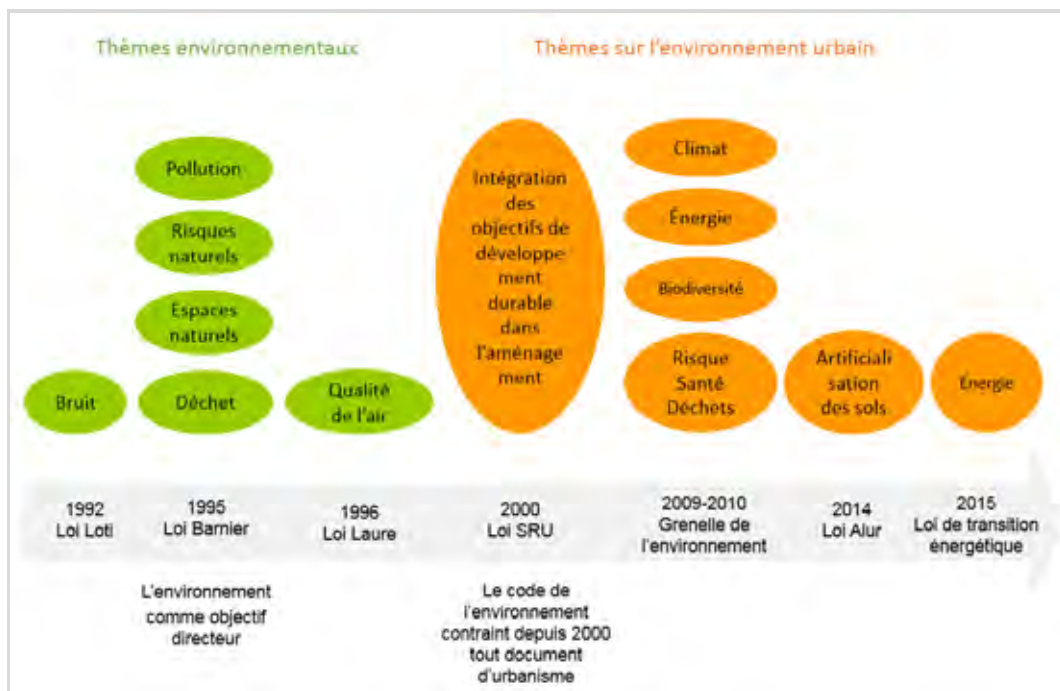 Thèmes environnementaux
Thèmes sur l'environnement urbain
Pollution
Risques
naturels
Espaces
naturels
Bruit
Déchet
Qualité
de l'air
Intégration
des
objectifs de
développe
ment
durable
dans
l'aménage
ment
Climat
Énergie
Biodiversité
Risque
Santé
Déchets
Artificiali
sation
des sols
Énergie
1992
Loi Loti
1995
Loi Barnier
1996
Loi Laure
2000
Loi SRU
2009-2010
Grenelle de
l'environnement
2014
Loi Alur
2015
Loi de transition
énergétique
L'environnement
comme objectif
directeur
Le code de
l'environnement
contraint depuis 2000
tout document
d'urbanisme